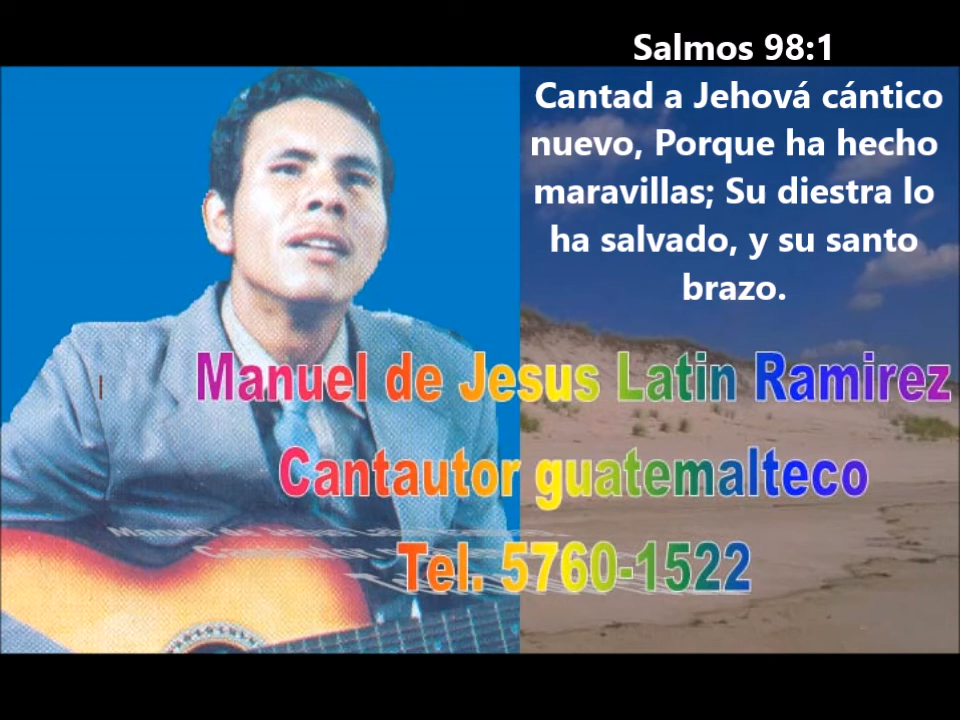 Salmos 98:1
Cantad a Jehová cántico
nuevo, Porque ha hecho
maravillas; Su diestra lo
ha salvado, y su santo
brazo.
Manuel de Jesus Latin Ramirez
Cantautor guatemalteco
Tel. 5760-1522